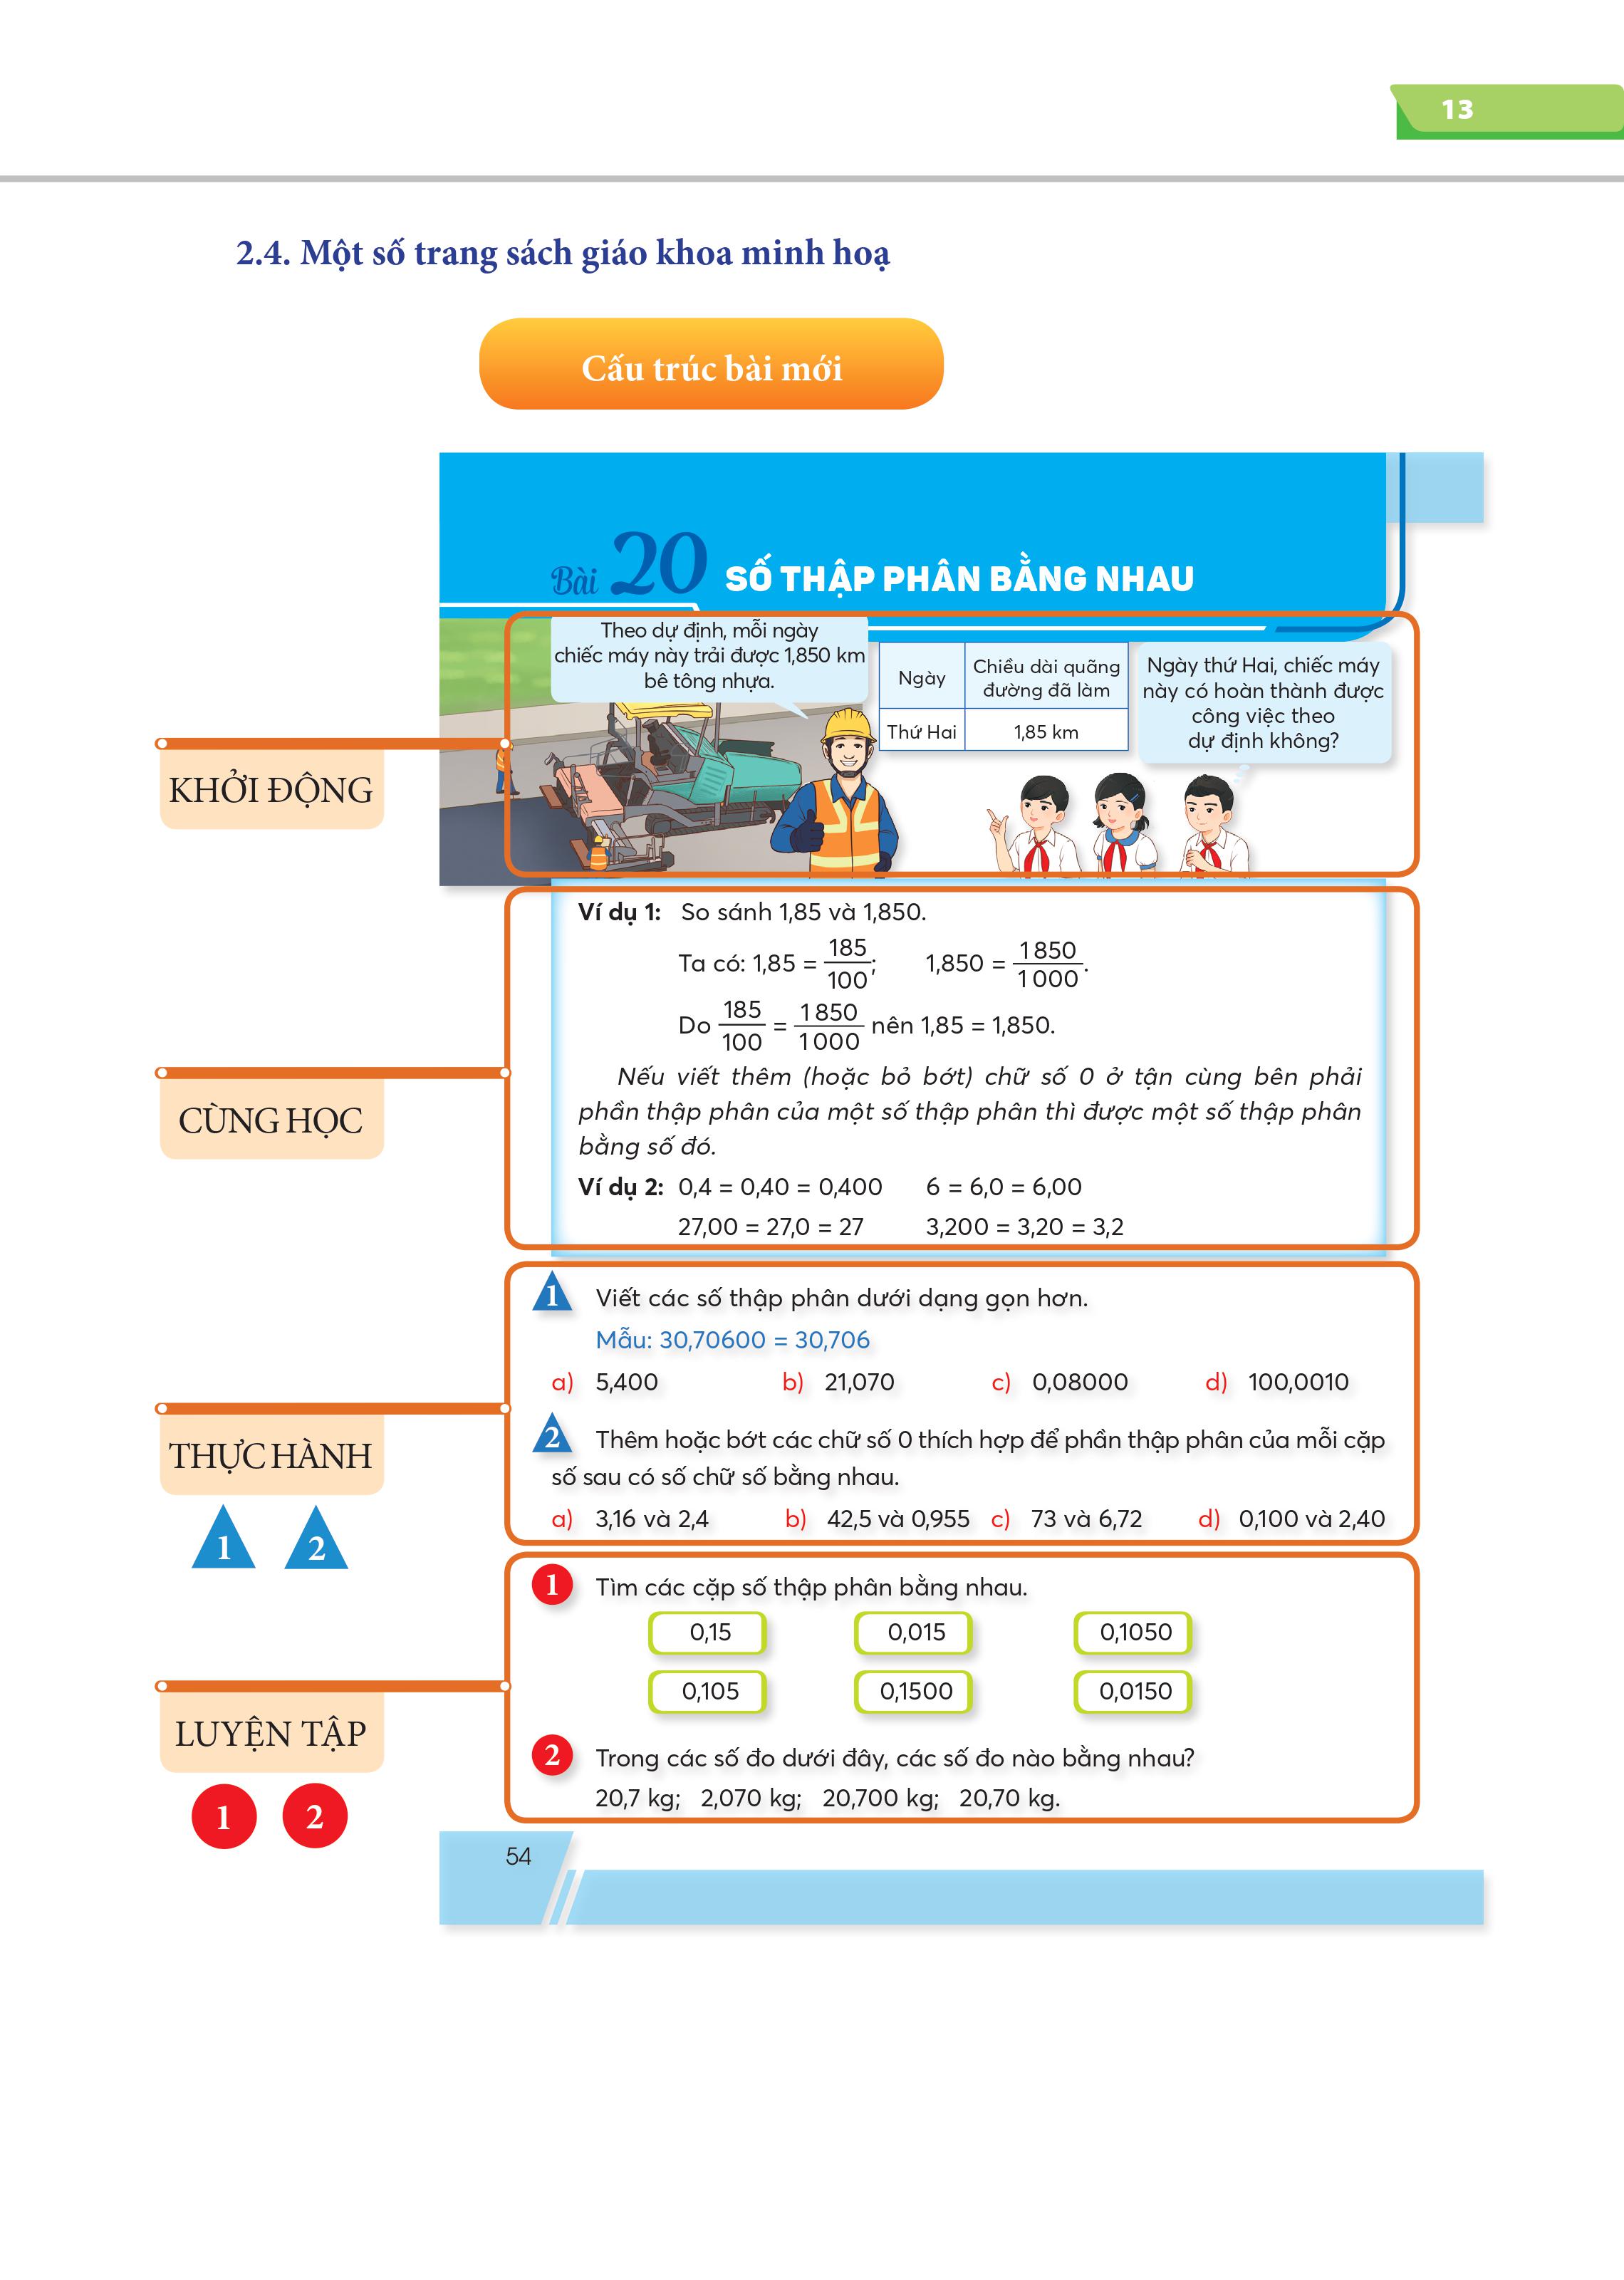 13
2.4. Một số trang sách giáo khoa minh hoạ
Cấu trúc bài mới
Bài 20 SỐ THẬP PHÂN BẰNG NHAU
Theo dự định, mỗi ngày
chiếc máy này trải được 1,850 km
bê tông nhựa.
Ngày
Chiều dài quãng
đường đã làm
Thứ Hai 1,85 km
Ngày thứ Hai, chiếc máy
này có hoàn thành được
công việc theo
dự định không?
KHỞI ĐỘNG
Ví dụ 1: So sánh 1,85 và 1,850.
Ta có: 1,85 = 185/100; 1,850 = 1 850/1 000.
Do 185/100 = 1 850/1 000 nên 1,85 = 1,850.
Nếu viết thêm (hoặc bỏ bớt) chữ số 0 ở tận cùng bên phải
phần thập phân của một số thập phân thì được một số thập phân
bằng số đó.
Ví dụ 2: 0,4 = 0,40 = 0,400 6 = 6,0 = 6,00
27,00 = 27,0 = 27 3,200 = 3,20 = 3,2
CÙNG HỌC
1 Viết các số thập phân dưới dạng gọn hơn.
Mẫu: 30,70600 = 30,706
a) 5,400 b) 21,070 c) 0,08000 d) 100,0010
2 Thêm hoặc bớt các chữ số 0 thích hợp để phần thập phân của mỗi cặp
số sau có số chữ số bằng nhau.
a) 3,16 và 2,4 b) 42,5 và 0,955 c) 73 và 6,72 d) 0,100 và 2,40
THỰC HÀNH
1 2
1 Tìm các cặp số thập phân bằng nhau.
0,15 0,015 0,1050
0,105 0,1500 0,0150
2 Trong các số đo dưới đây, các số đo nào bằng nhau?
20,7 kg; 2,070 kg; 20,700 kg; 20,70 kg.
LUYỆN TẬP
1 2
54